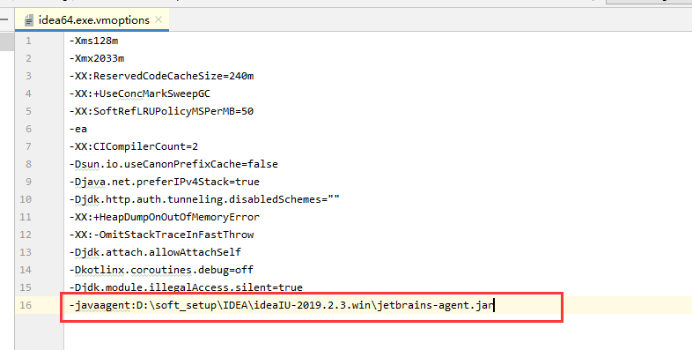 idea64.exe.vmoptions
1 -Xms128m
2 -Xmx2033m
3 -XX:ReservedCodeCacheSize=240m
4 -XX:+UseConcMarkSweepGC
5 -XX:SoftRefLRUPolicyMSPerMB=50
6 -ea
7 -XX:CICompilerCount=2
8 -Dsun.io.useCanonPrefixCache=false
9 -Djava.net.preferIPv4Stack=true
10 -Djdk.http.auth.tunneling.disabledSchemes=""
11 -XX:+HeapDumpOnOutOfMemoryError
12 -XX:-OmitStackTraceInFastThrow
13 -Djdk.attach.allowAttachSelf
14 -Dkotlinx.coroutines.debug=off
15 -Djdk.module.illegalAccess.silent=true
16 -javaagent:D:\soft_setup\IDEA\ideaIU-2019.2.3.win\jetbrains-agent.jar